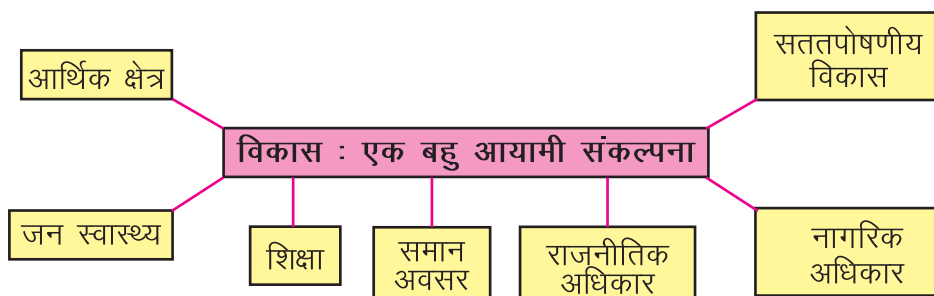 आर्थिक क्षेत्र
सततपोषणीय
विकास
विकास : एक बहु आयामी संकल्पना
जन स्वास्थ्य
शिक्षा
समान
अवसर
राजनीतिक
अधिकार
नागरिक
अधिकार